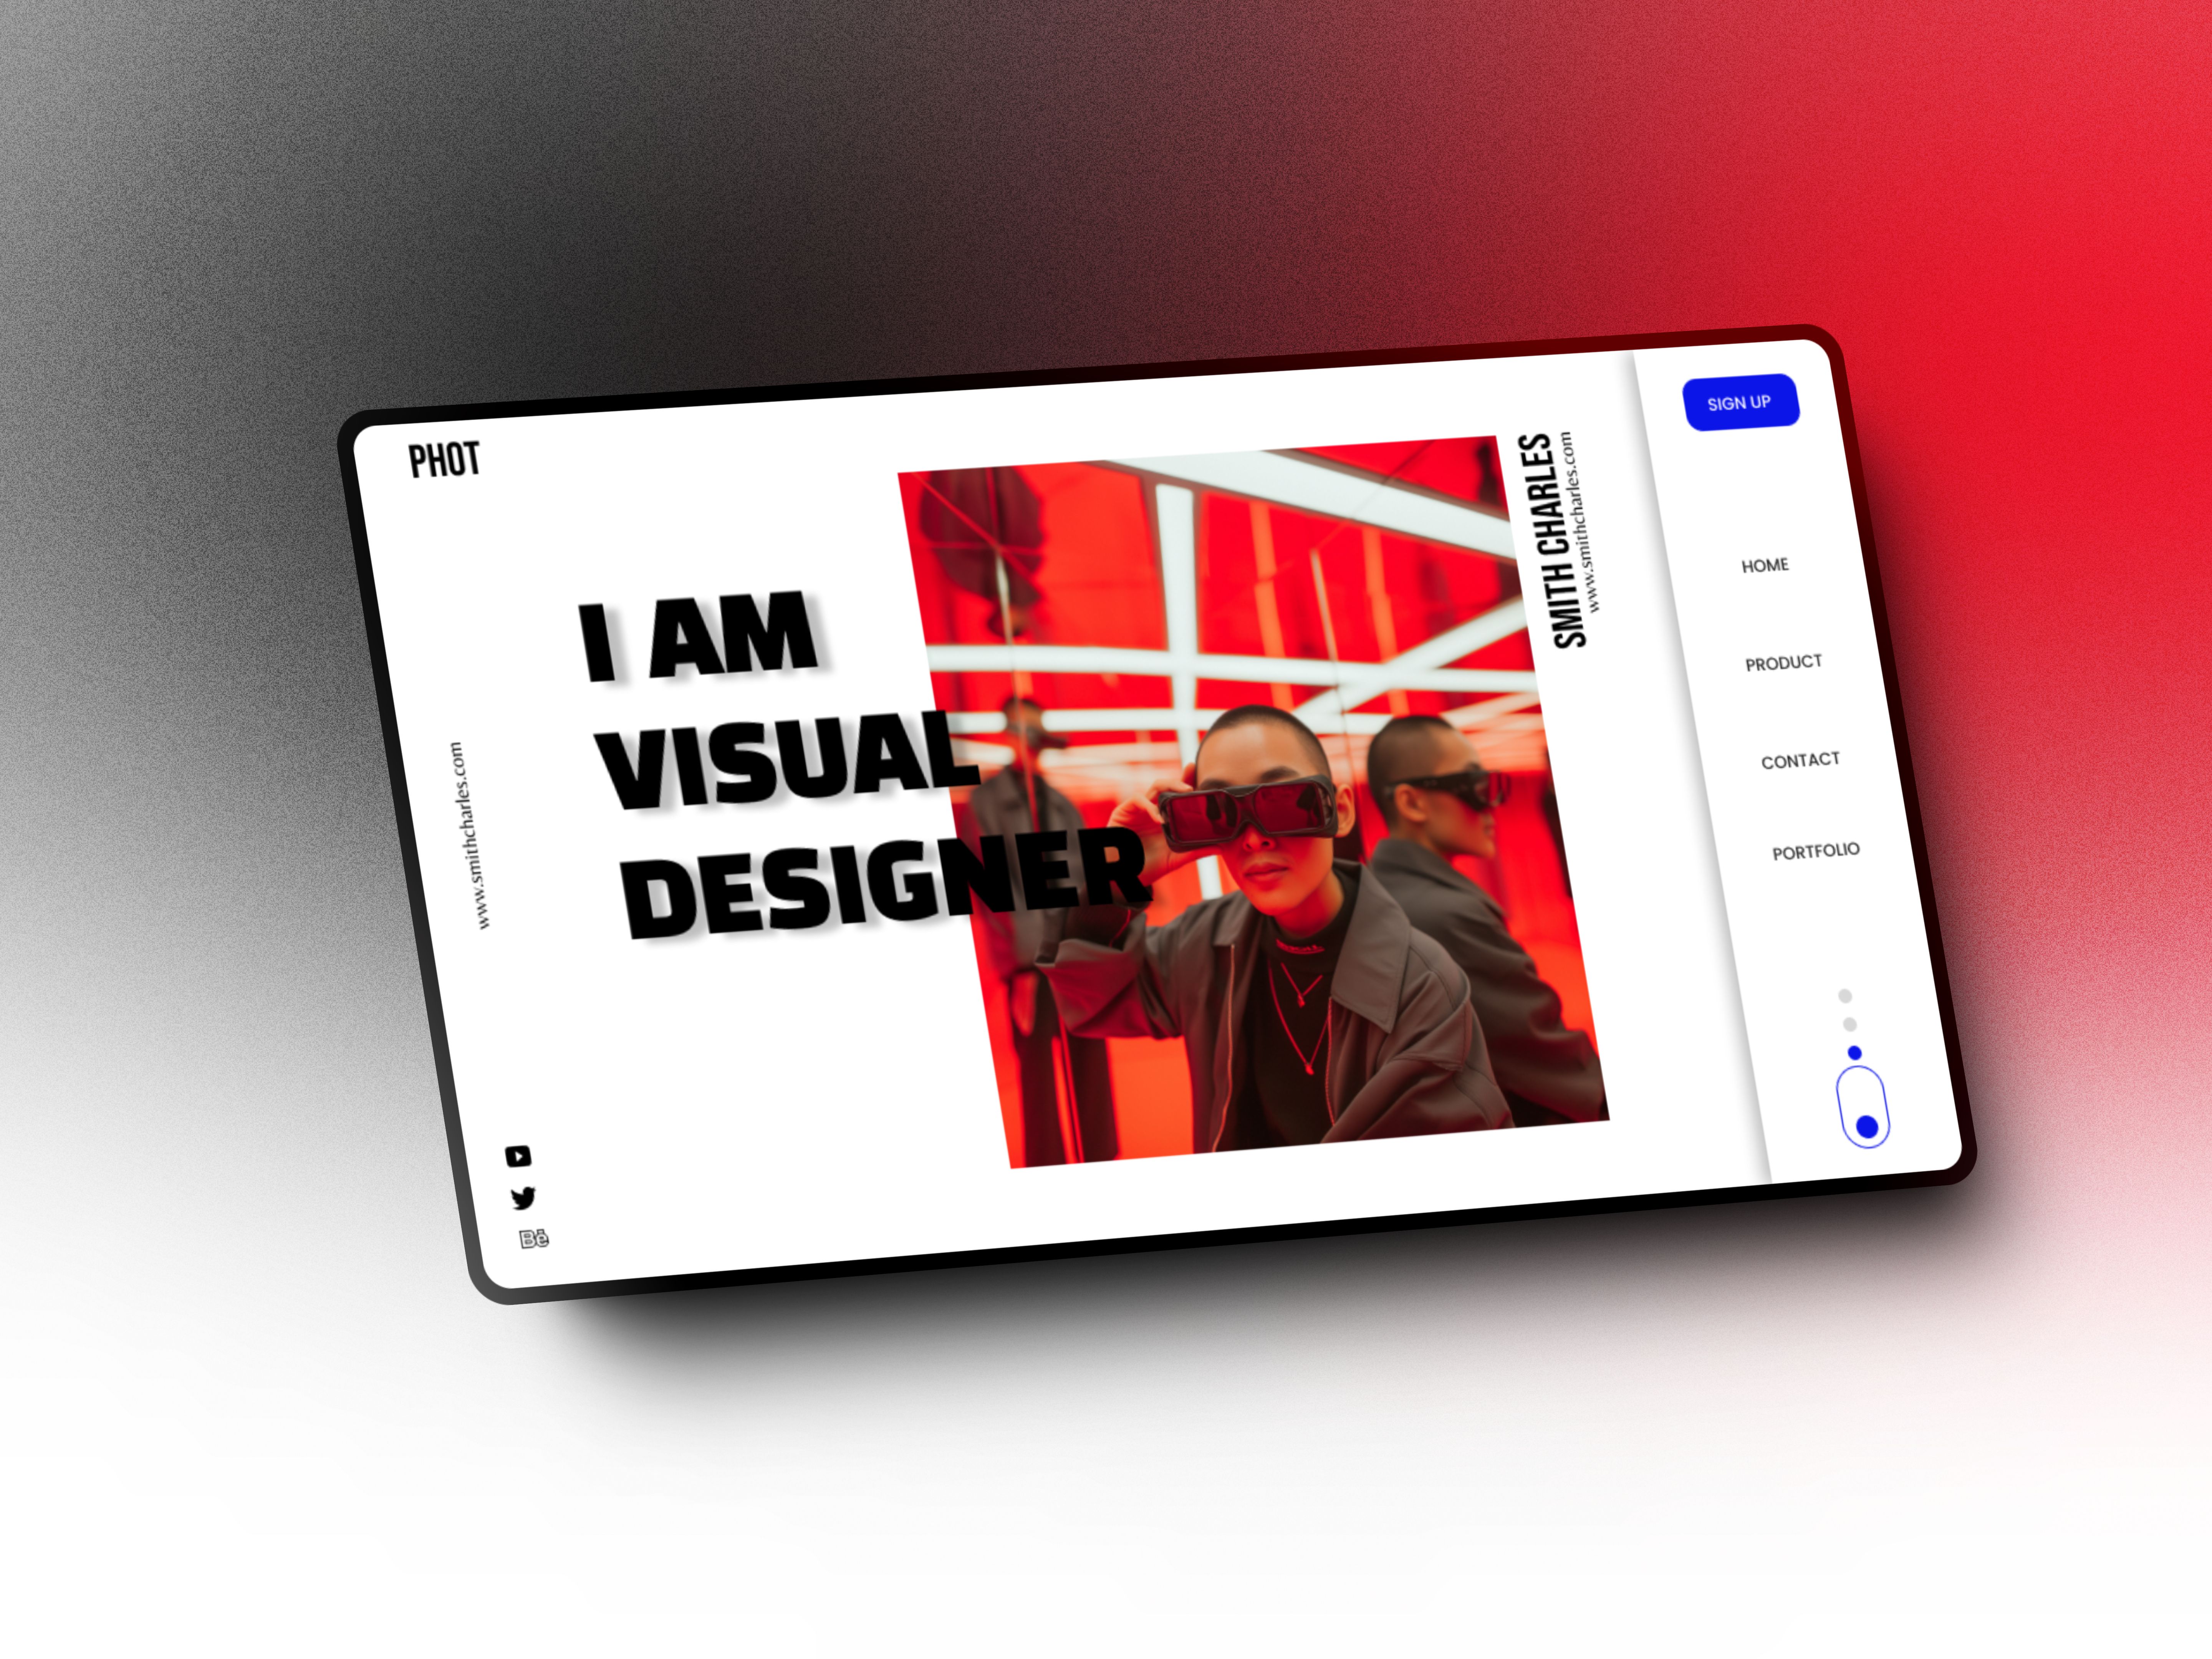 PHOT
I AM
VISUAL
DESIGNER
www.smithcharles.com
SMITH CHARLES
www.smithcharles.com
SIGN UP
HOME
PRODUCT
CONTACT
PORTFOLIO
Bē